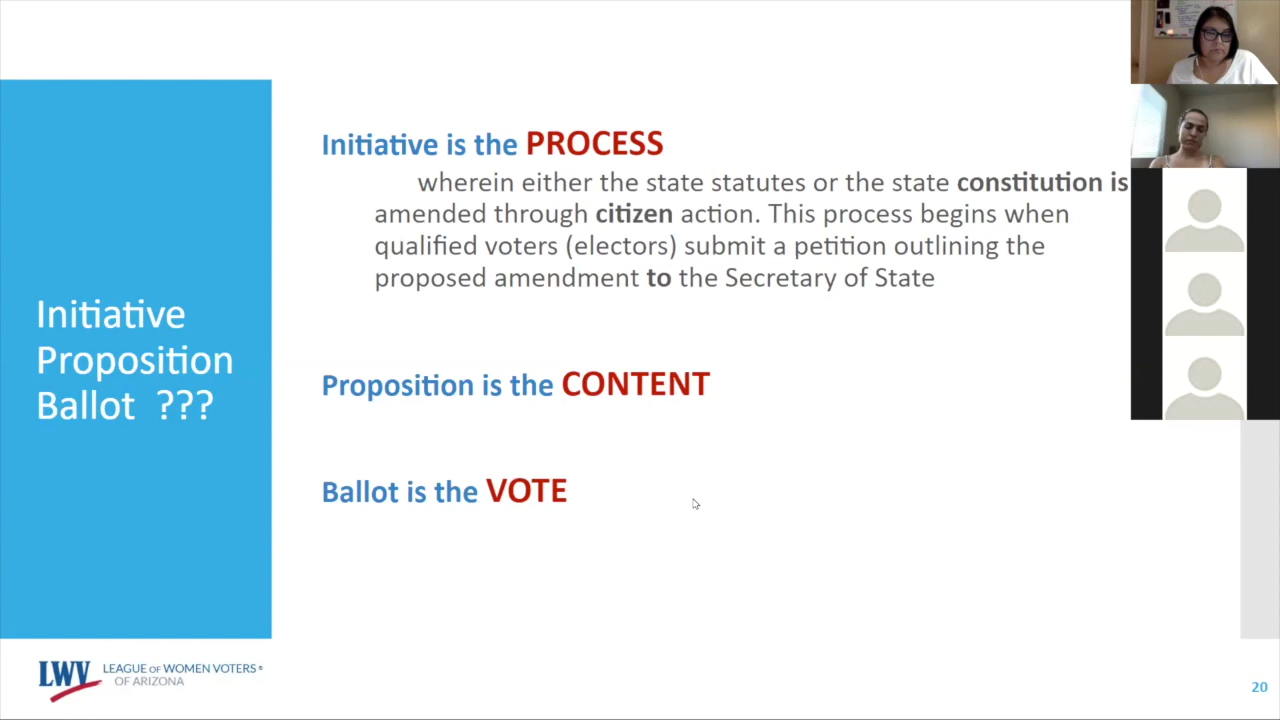 Initiative
Proposition
Ballot ???
Initiative is the PROCESS
wherein either the state statutes or the state constitution is
amended through citizen action. This process begins when
qualified voters (electors) submit a petition outlining the
proposed amendment to the Secretary of State
Proposition is the CONTENT
Ballot is the VOTE
LWV LEAGUE OF WOMEN VOTERS®
OF ARIZONA
20